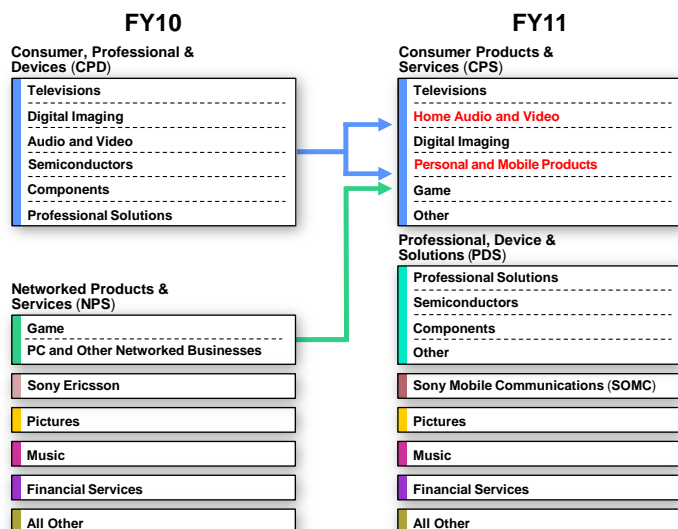 FY10
Consumer, Professional &
Devices (CPD)
Televisions
Digital Imaging
Audio and Video
Semiconductors
Components
Professional Solutions
Networked Products &
Services (NPS)
Game
PC and Other Networked Businesses
Sony Ericsson
Pictures
Music
Financial Services
All Other
FY11
Consumer Products &
Services (CPS)
Televisions
Home Audio and Video
Digital Imaging
Personal and Mobile Products
Game
Other
Professional, Device &
Solutions (PDS)
Professional Solutions
Semiconductors
Components
Other
Sony Mobile Communications (SOMC)
Pictures
Music
Financial Services
All Other